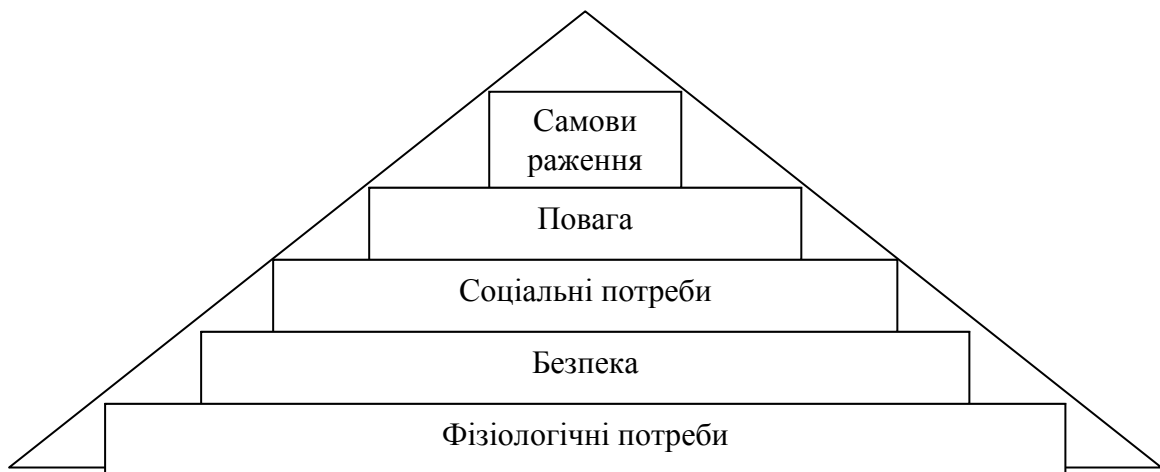 Самови
раження
Повага
Соціальні потреби
Безпека
Фізіологічні потреби